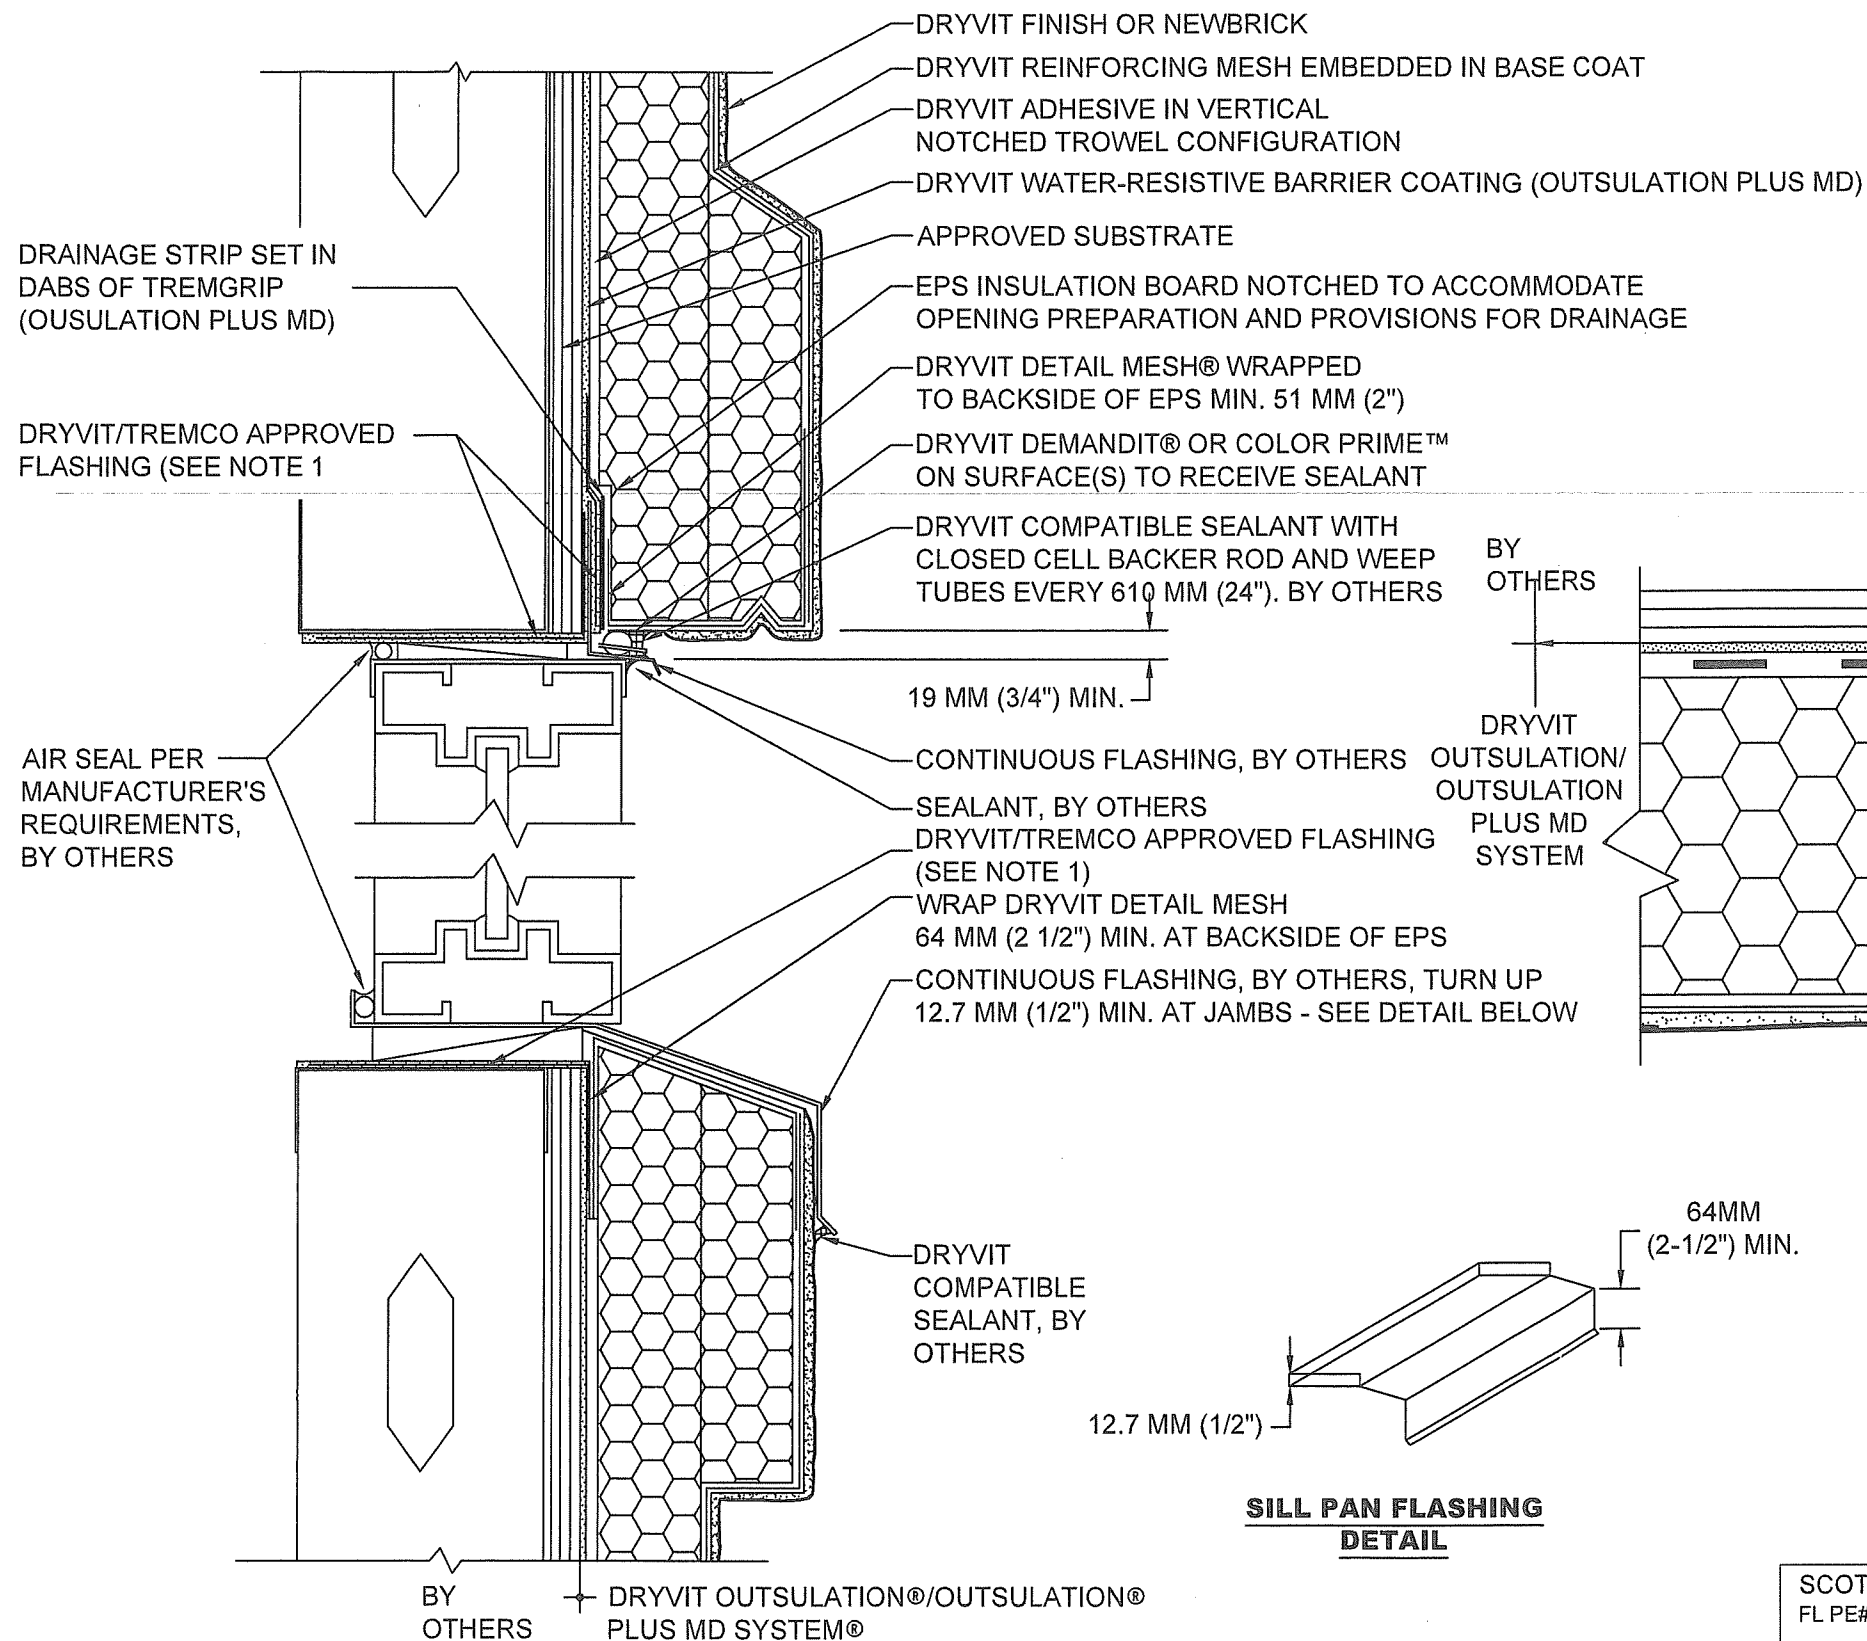 DRYVIT FINISH OR NEWBRICK
DRYVIT REINFORCING MESH EMBEDDED IN BASE COAT
DRYVIT ADHESIVE IN VERTICAL
NOTCHED TROWEL CONFIGURATION
DRYVIT WATER-RESISTIVE BARRIER COATING (OUTSULATION PLUS MD)
APPROVED SUBSTRATE
EPS INSULATION BOARD NOTCHED TO ACCOMMODATE
OPENING PREPARATION AND PROVISIONS FOR DRAINAGE
DRYVIT DETAIL MESH® WRAPPED
TO BACKSIDE OF EPS MIN. 51 MM (2")
DRYVIT DEMANDIT® OR COLOR PRIME™
ON SURFACE(S) TO RECEIVE SEALANT
DRYVIT COMPATIBLE SEALANT WITH
CLOSED CELL BACKER ROD AND WEEP
TUBES EVERY 610 MM (24"). BY OTHERS
19 MM (3/4") MIN.
CONTINUOUS FLASHING, BY OTHERS
SEALANT, BY OTHERS
DRYVIT/TREMCO APPROVED FLASHING
(SEE NOTE 1)
WRAP DRYVIT DETAIL MESH
64 MM (2 1/2") MIN. AT BACKSIDE OF EPS
CONTINUOUS FLASHING, BY OTHERS, TURN UP
12.7 MM (1/2") MIN. AT JAMBS - SEE DETAIL BELOW
DRYVIT
COMPATIBLE
SEALANT, BY
OTHERS
DRAINAGE STRIP SET IN
DABS OF TREMGRIP
(OUSULATION PLUS MD)
DRYVIT/TREMCO APPROVED
FLASHING (SEE NOTE 1
AIR SEAL PER
MANUFACTURER'S
REQUIREMENTS,
BY OTHERS
BY
OTHERS
DRYVIT OUTSULATION®/OUTSULATION®
PLUS MD SYSTEM®
BY
OTHERS
DRYVIT
OUTSULATION/
OUTSULATION
PLUS MD
SYSTEM
64MM
(2-1/2") MIN.
12.7 MM (1/2")
SILL PAN FLASHING
DETAIL
SCOT
FL PE#